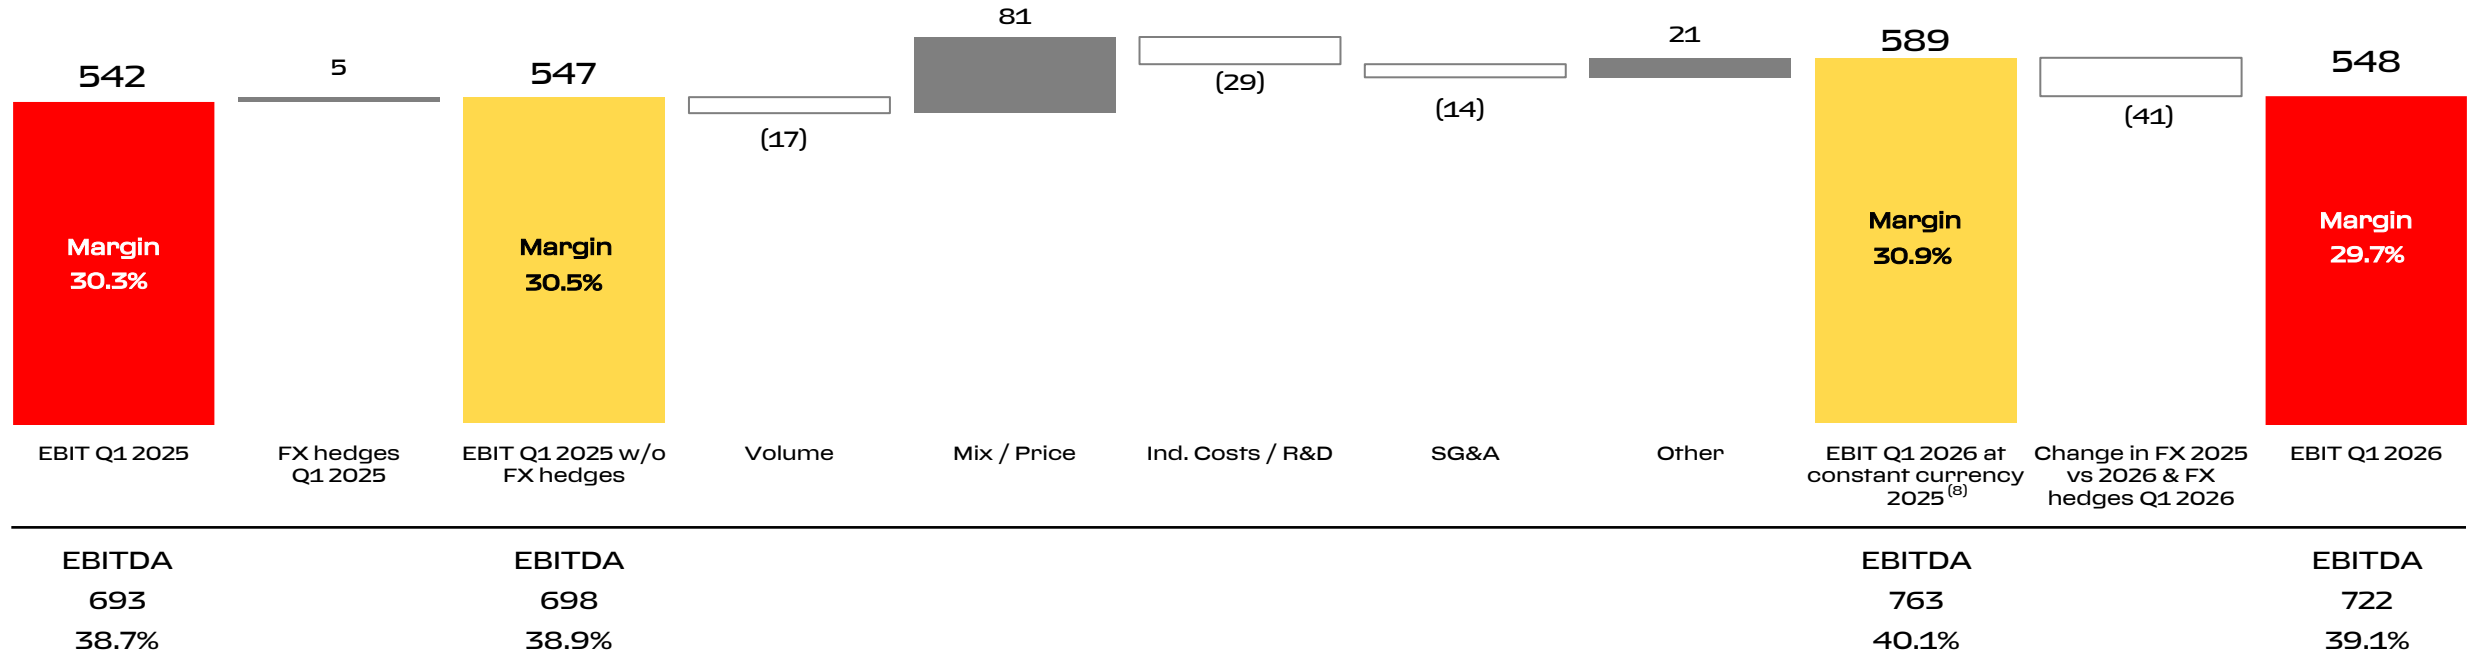 542
5
547
(17)
81
(29)
(14)
21
589
(41)
548
Margin
30.3%
Margin
30.5%
Margin
30.9%
Margin
29.7%
EBIT Q1 2025
FX hedges
Q1 2025
EBIT Q1 2025 w/o
FX hedges
Volume
Mix / Price
Ind. Costs / R&D
SG&A
Other
EBIT Q1 2026 at
constant currency
2025 (8)
Change in FX 2025
vs 2026 & FX
hedges Q1 2026
EBIT Q1 2026
EBITDA
693
38.7%
EBITDA
698
38.9%
EBITDA
763
40.1%
EBITDA
722
39.1%